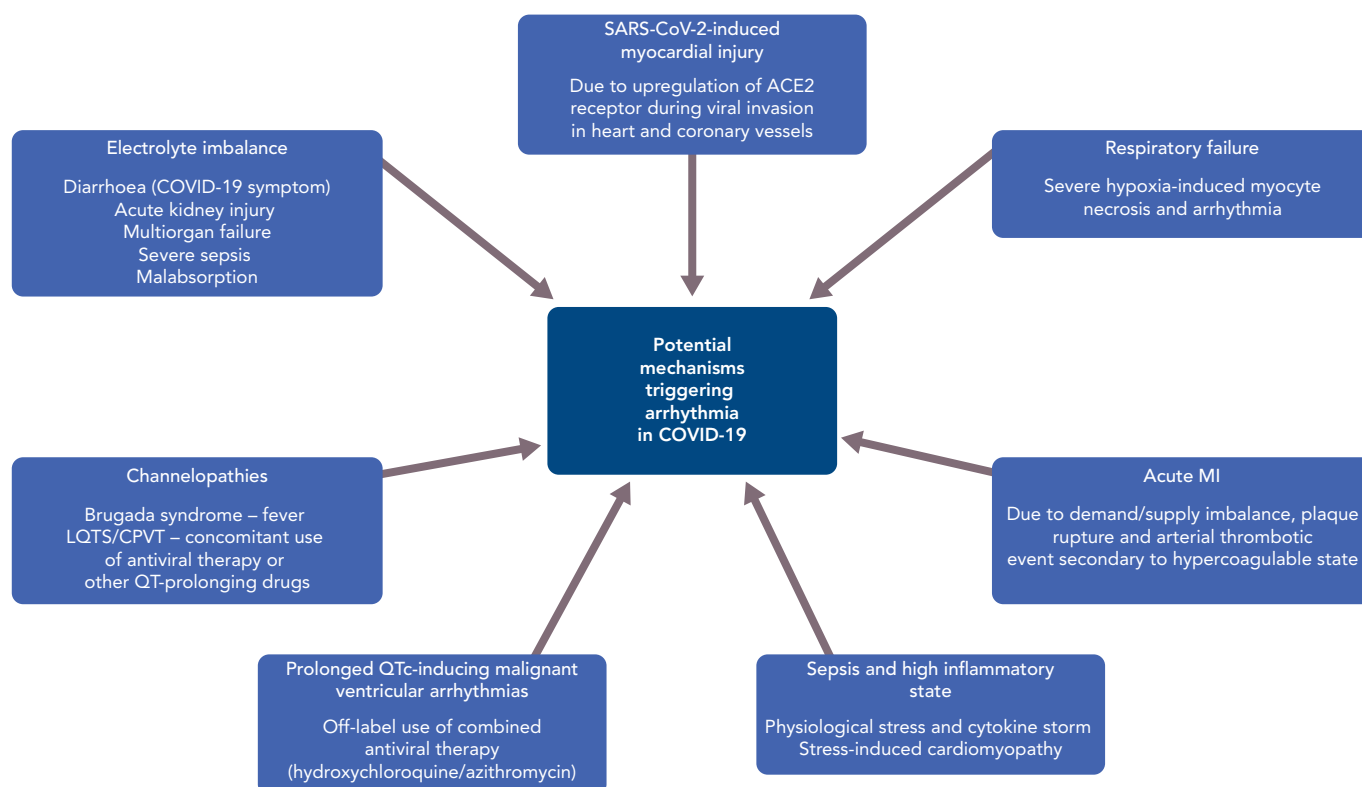 SARS-CoV-2-induced
myocardial injury
Due to upregulation of ACE2
receptor during viral invasion
in heart and coronary vessels
Electrolyte imbalance
Diarrhoea (COVID-19 symptom)
Acute kidney injury
Multiorgan failure
Severe sepsis
Malabsorption
Respiratory failure
Severe hypoxia-induced myocyte
necrosis and arrhythmia
Potential
mechanisms
triggering
arrhythmia
in COVID-19
Channelopathies
Brugada syndrome – fever
LQTS/CPVT – concomitant use
of antiviral therapy or
other QT-prolonging drugs
Acute MI
Due to demand/supply imbalance, plaque
rupture and arterial thrombotic
event secondary to hypercoagulable state
Prolonged QTc-inducing malignant
ventricular arrhythmias
Off-label use of combined
antiviral therapy
(hydroxychloroquine/azithromycin)
Sepsis and high inflammatory
state
Physiological stress and cytokine storm
Stress-induced cardiomyopathy